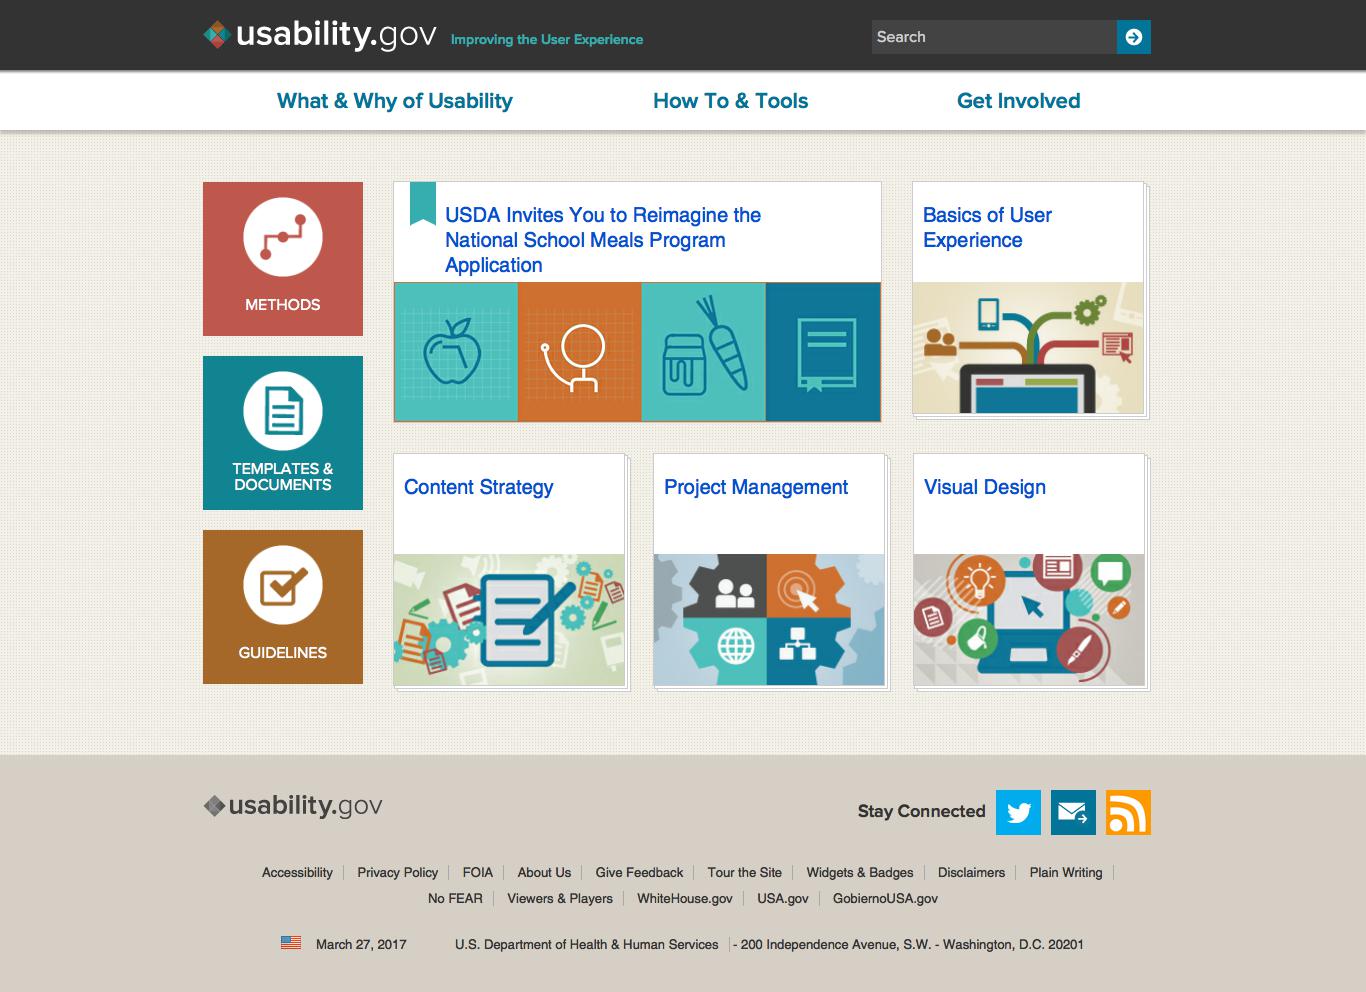 usability.gov Improving the User Experience
Search
What & Why of Usability How To & Tools Get Involved
METHODS
TEMPLATES &
DOCUMENTS
GUIDELINES
USDA Invites You to Reimagine the
National School Meals Program
Application
Basics of User
Experience
Content Strategy
Project Management
Visual Design
usability.gov
Stay Connected
Accessibility Privacy Policy FOIA About Us Give Feedback Tour the Site Widgets & Badges Disclaimers Plain Writing
No FEAR Viewers & Players WhiteHouse.gov USA.gov GobiernoUSA.gov
March 27, 2017 U.S. Department of Health & Human Services - 200 Independence Avenue, S.W. - Washington, D.C. 20201